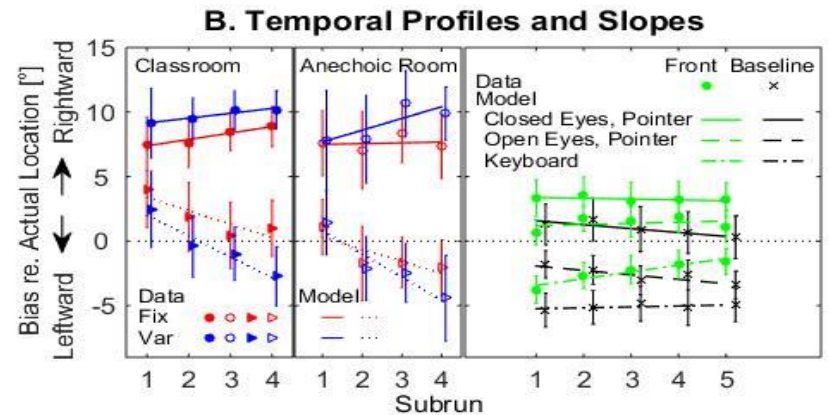 B. Temporal Profiles and Slopes
Bias re. Actual Location [°]
Leftward Rightward
15
10
5
0
-5
Classroom
Data
Fix
Var
1 2 3 4
Anechoic Room
Model
1 2 3 4
Front Baseline
Data
Model
Closed Eyes, Pointer
Open Eyes, Pointer
Keyboard
1 2 3 4 5
Subrun